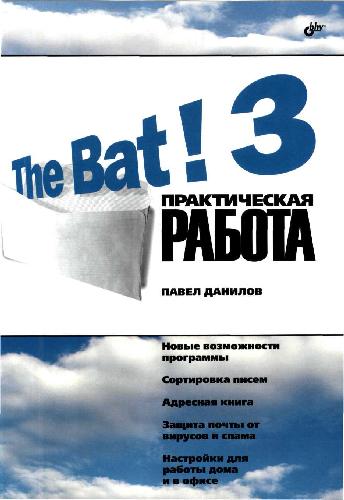 bhv
The Bat! 3
ПРАКТИЧЕСКАЯ
РАБОТА
ПАВЕЛ ДАНИЛОВ
Новые возможности
программы
Сортировка писем
Адресная книга
Защита почты от
вирусов и спама
Настройки для
работы дома
и в офисе